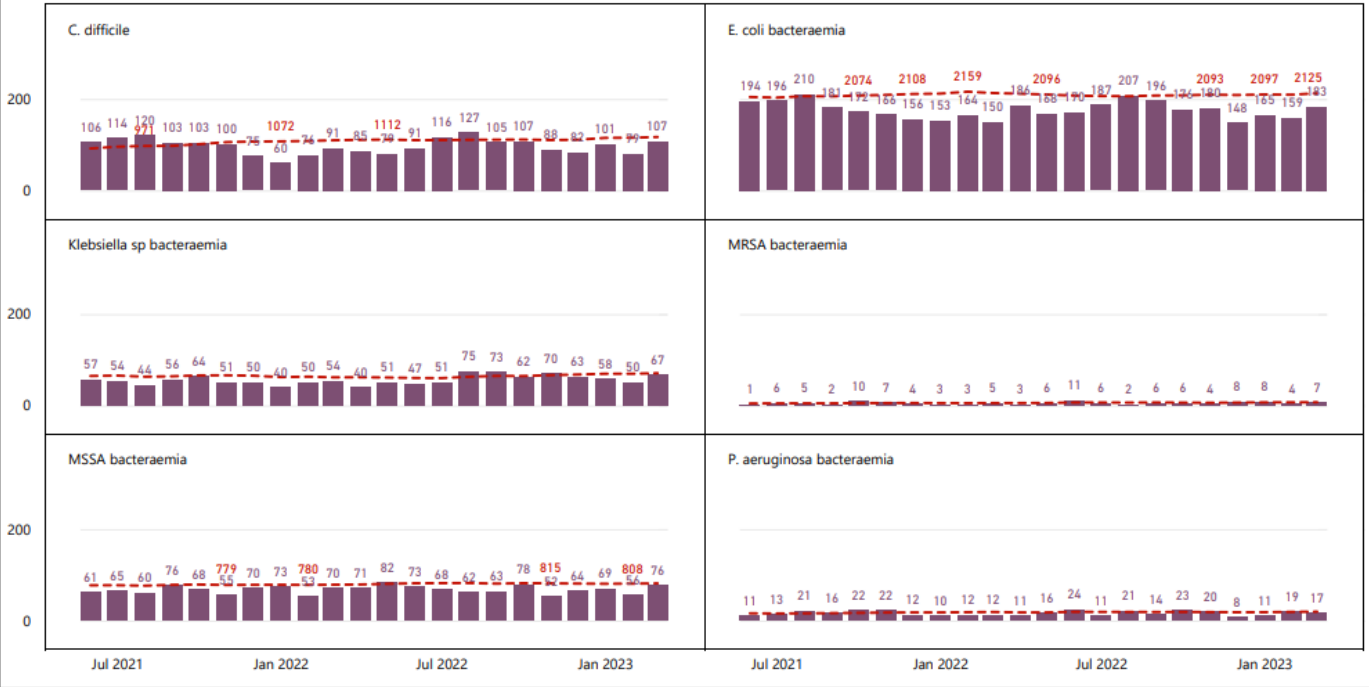 C. difficile
971 1072 1112
106 114 120 103 103 100 75 60 76 91 85 79 91 116 127 105 107 88 82 101 79 107
200
0
E. coli bacteraemia
2074 2108 2159 2096 2093 2097 2125
194 196 210 181 172 166 156 153 164 150 186 168 170 187 207 196 176 180 148 165 159 183
Klebsiella sp bacteraemia
200
57 54 44 56 64 51 50 40 50 54 40 51 47 51 75 73 62 70 63 58 50 67
0
MRSA bacteraemia
1 6 5 2 10 7 4 3 3 5 3 6 11 6 2 6 6 4 8 8 4 7
MSSA bacteraemia
200
779 780 815 808
61 65 60 76 68 55 70 73 53 70 71 82 73 68 62 63 78 52 64 69 56 76
0
P. aeruginosa bacteraemia
11 13 21 16 22 22 12 10 12 12 11 16 24 11 21 14 23 20 8 11 19 17
Jul 2021 Jan 2022 Jul 2022 Jan 2023
Jul 2021 Jan 2022 Jul 2022 Jan 2023